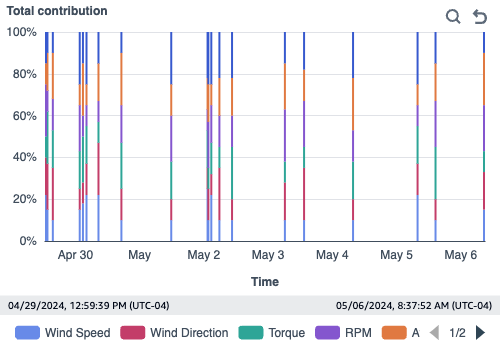 Total contribution
100%
80%
60%
40%
20%
0%
Apr 30 May May 2 May 3 May 4 May 5 May 6
Time
04/29/2024, 12:59:39 PM (UTC-04) 05/06/2024, 8:37:52 AM (UTC-04)
Wind Speed Wind Direction Torque RPM A 1/2